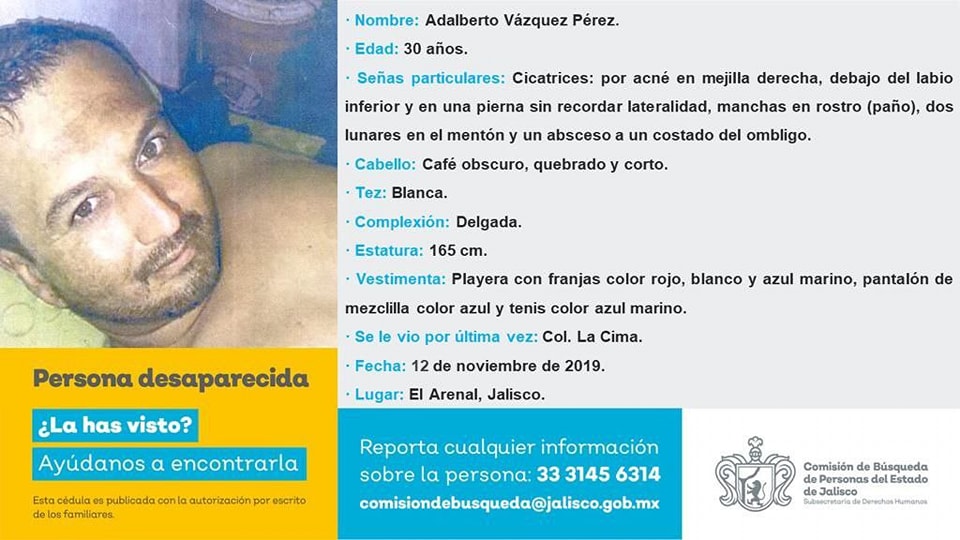 · Nombre: Adalberto Vázquez Pérez.
· Edad: 30 años.
· Señas particulares: Cicatrices: por acné en mejilla derecha, debajo del labio
inferior y en una pierna sin recordar lateralidad, manchas en rostro (paño), dos
lunares en el mentón y un absceso a un costado del ombligo.
· Cabello: Café obscuro, quebrado y corto.
· Tez: Blanca.
· Complexión: Delgada.
· Estatura: 165 cm.
· Vestimenta: Playera con franjas color rojo, blanco y azul marino, pantalón de
mezclilla color azul y tenis color azul marino.
· Se le vio por última vez: Col. La Cima.
· Fecha: 12 de noviembre de 2019.
· Lugar: El Arenal, Jalisco.
Persona desaparecida
¿La has visto?
Ayúdanos a encontrarla
Esta cédula es publicada con la autorización por escrito
de los familiares.
Reporta cualquier información
sobre la persona: 33 3145 6314
comisiondebusqueda@jalisco.gob.mx
Comisión de Búsqueda
de Personas del Estado
de Jalisco
Subsecretaría de Derechos Humanos